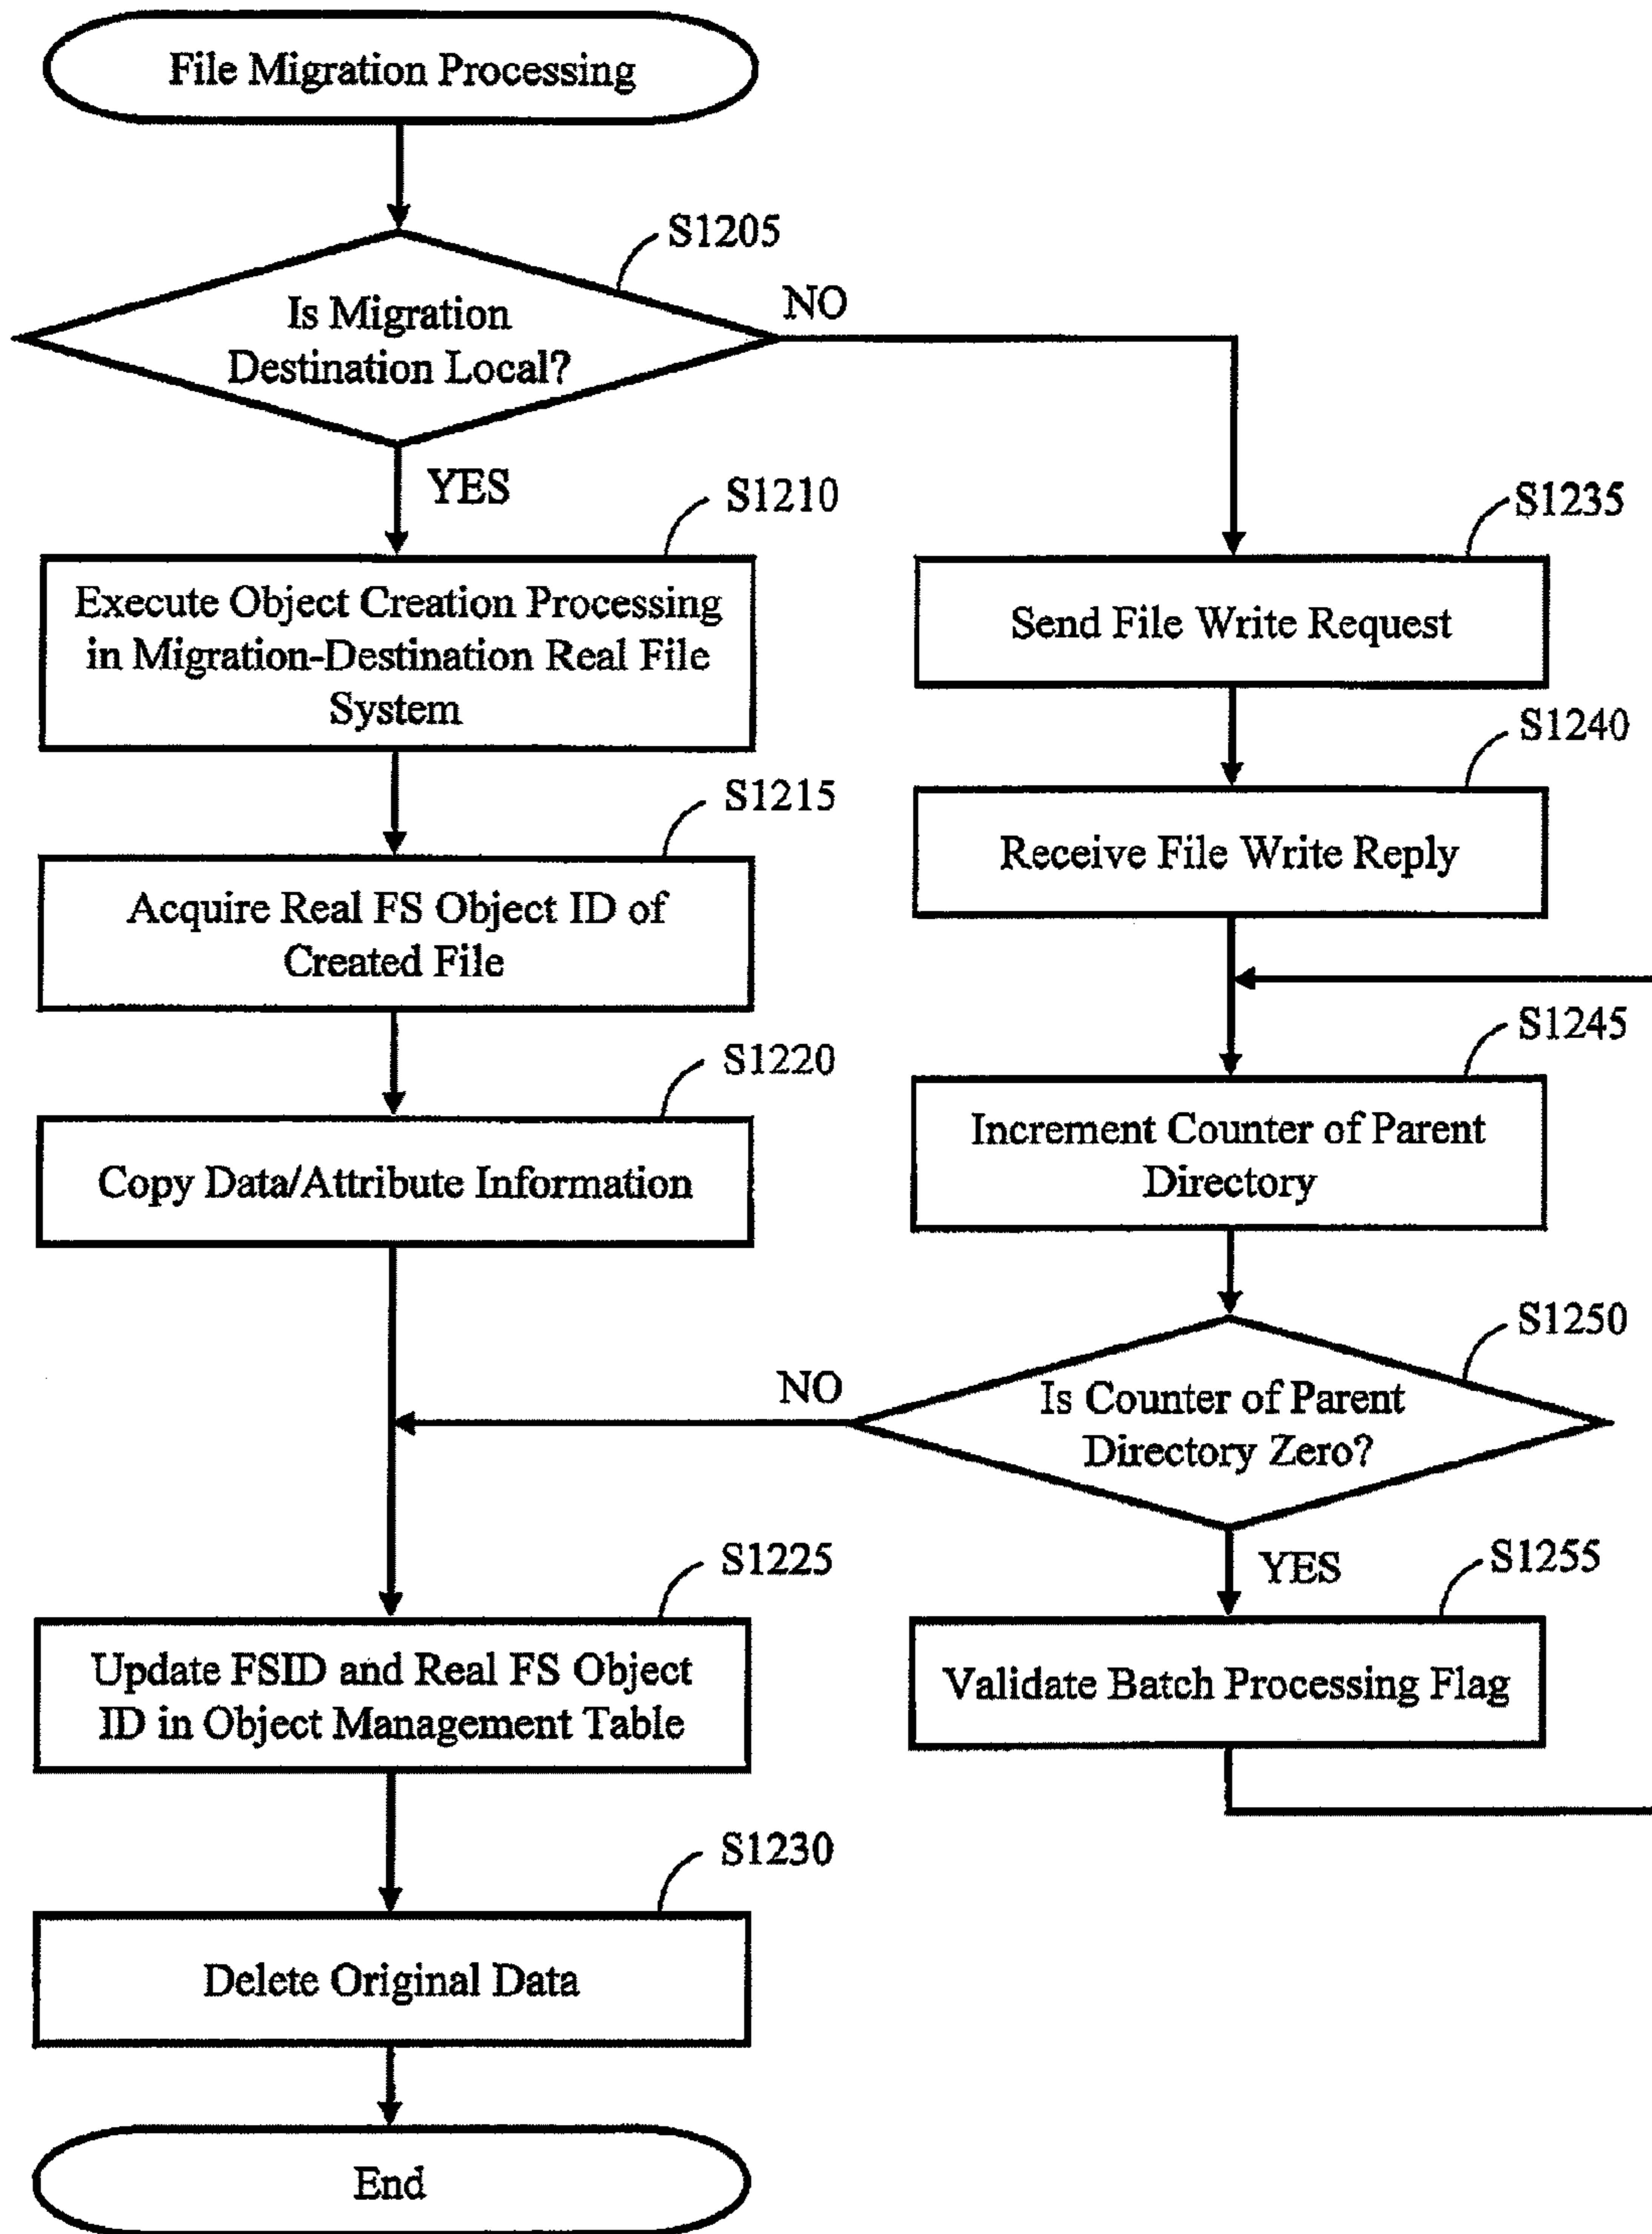 File Migration Processing
S1205
Is Migration
Destination Local?
NO
YES
S1210
Execute Object Creation Processing
in Migration-Destination Real File
System
S1215
Acquire Real FS Object ID of
Created File
S1220
Copy Data/Attribute Information
S1225
Update FSID and Real FS Object
ID in Object Management Table
S1230
Delete Original Data
End
S1235
Send File Write Request
S1240
Receive File Write Reply
S1245
Increment Counter of Parent
Directory
S1250
Is Counter of Parent
Directory Zero?
NO
YES
S1255
Validate Batch Processing Flag